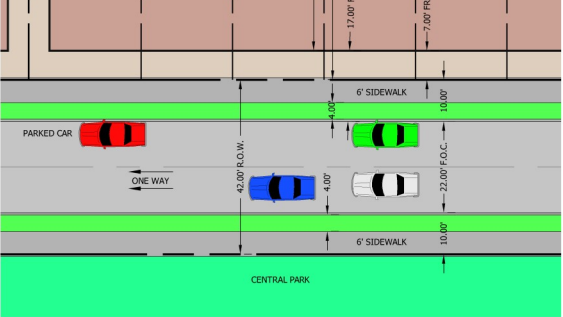 17.00' F
7.00' FR
6' SIDEWALK
4.00'
10.00'
PARKED CAR
42.00' R.O.W.
22.00' F.O.C.
ONE WAY
4.00'
6' SIDEWALK
10.00'
CENTRAL PARK